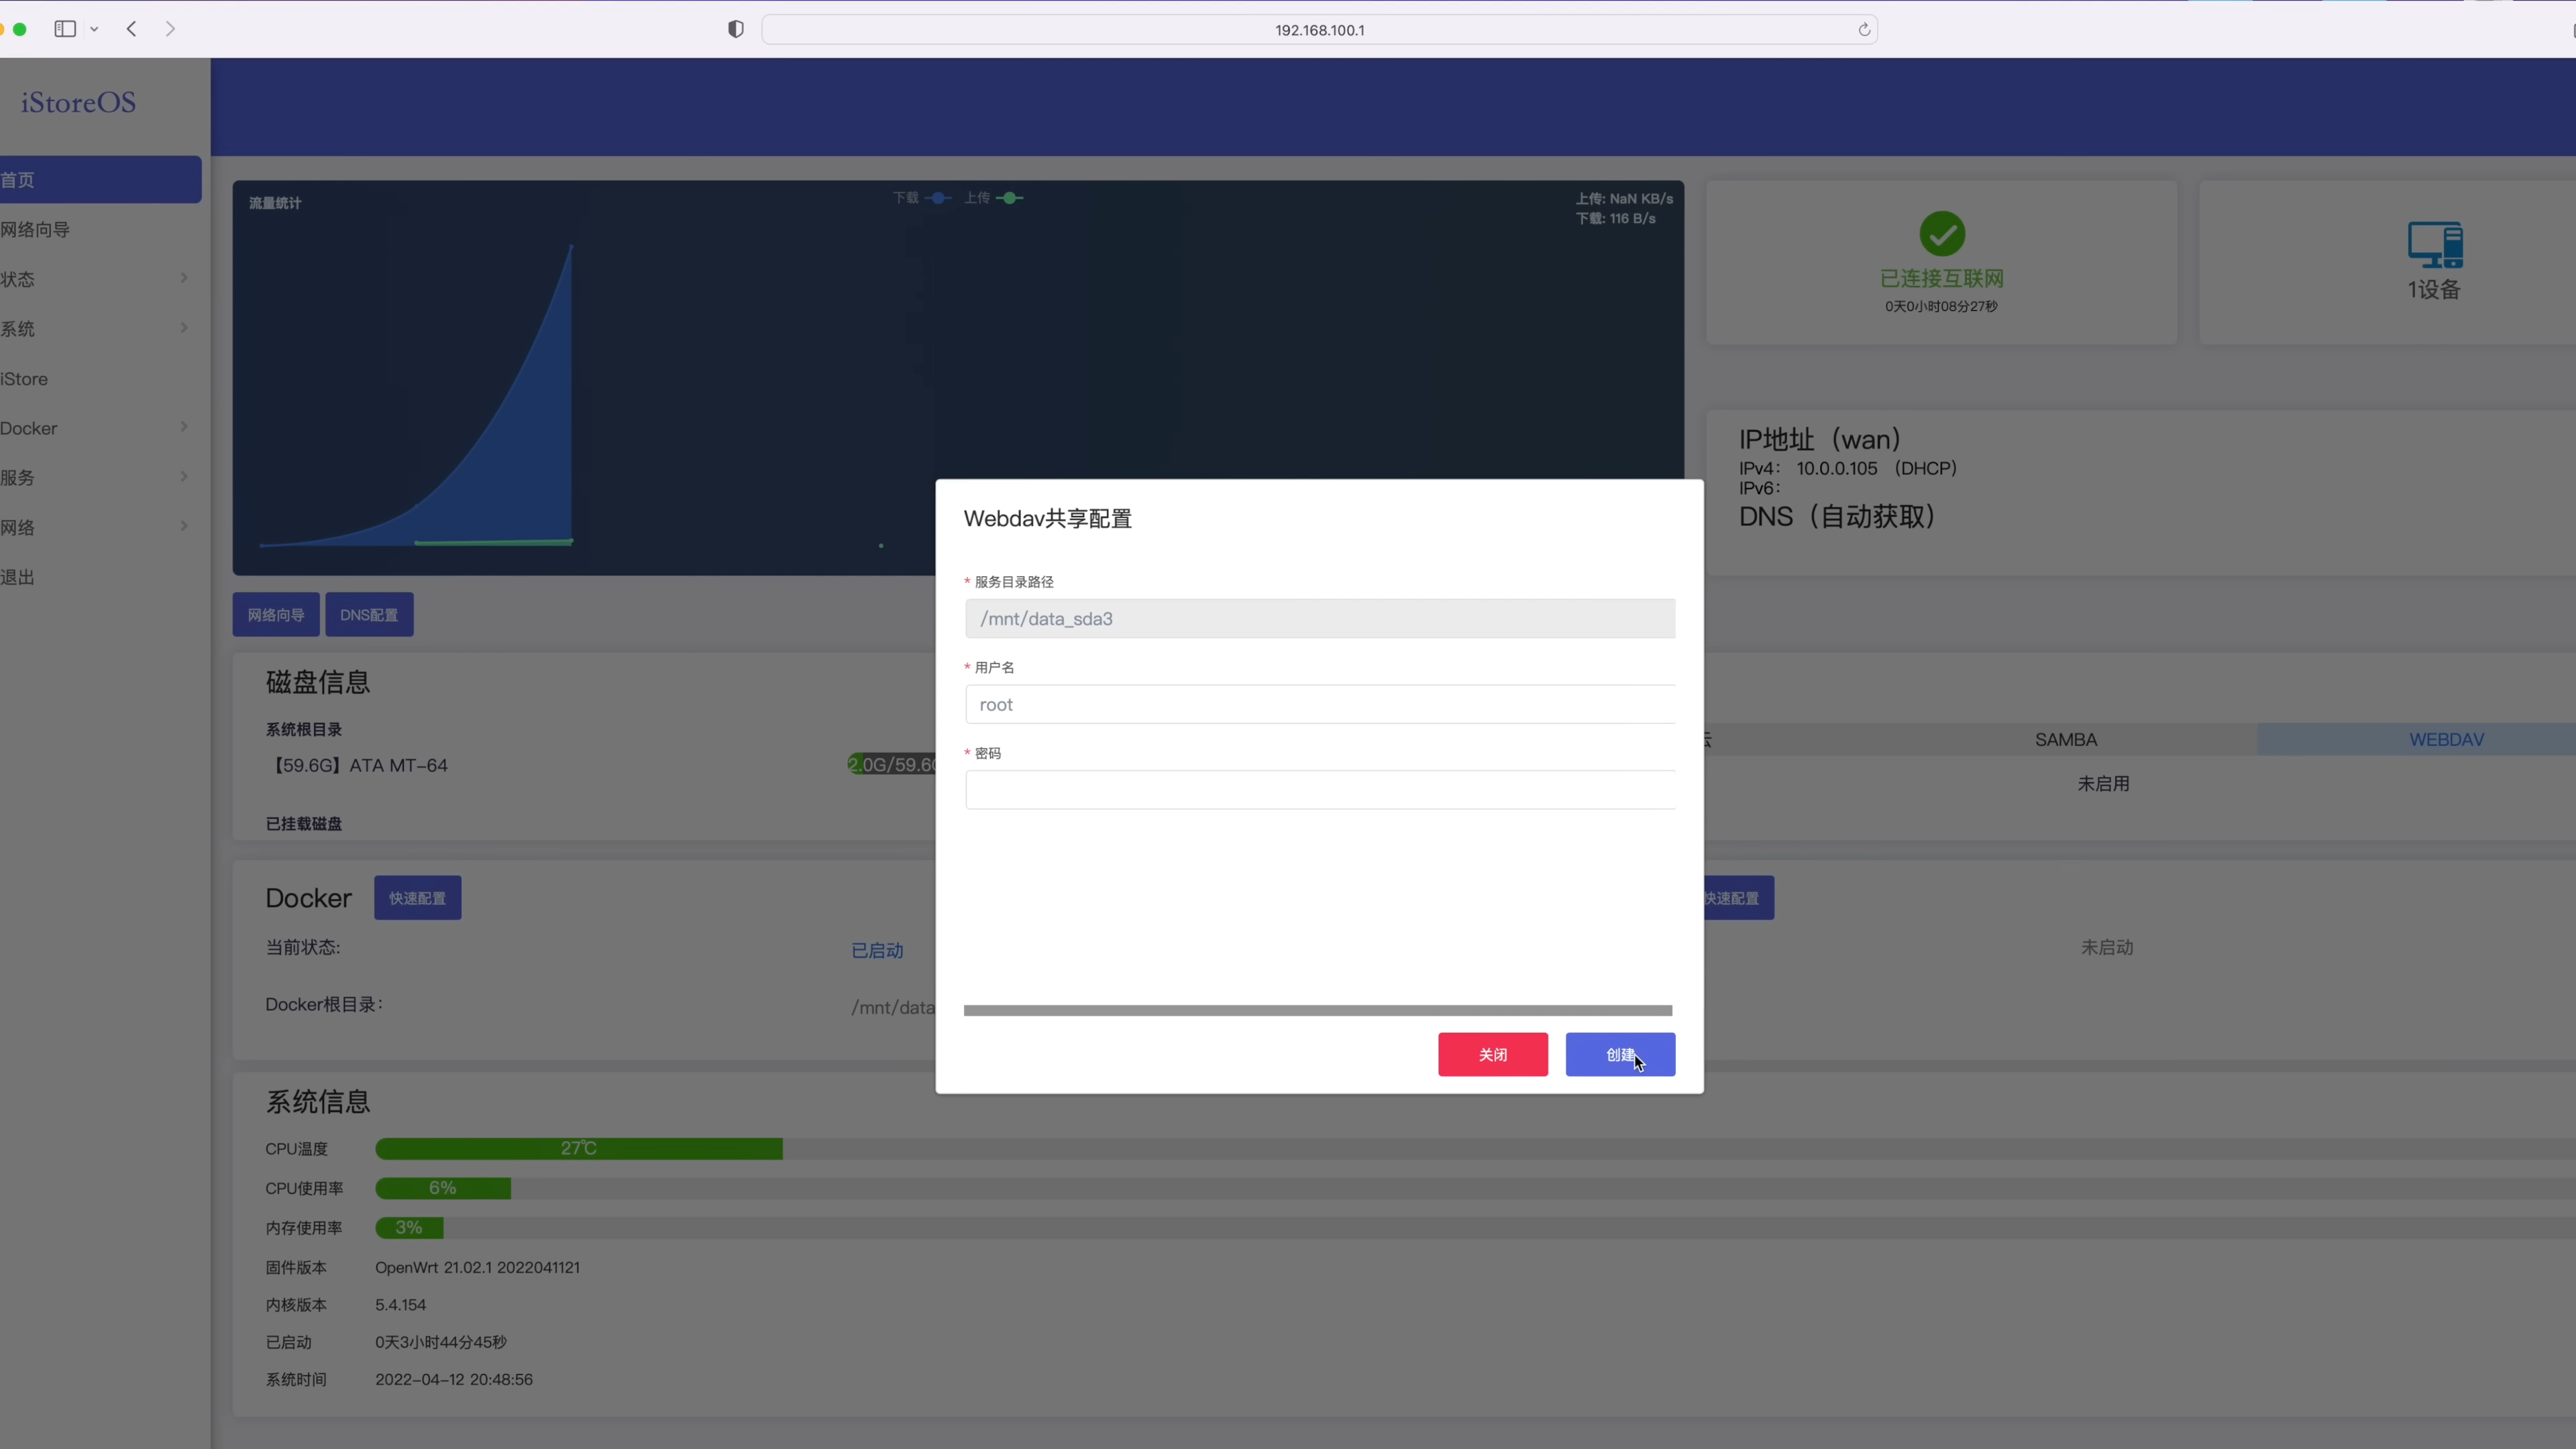 192.168.100.1
iStoreOS
首页
网络向导
状态
系统
iStore
Docker
服务
网络
退出
流量统计
下载
上传
上传: NaN KB/s
下载: 116 B/s
已连接互联网
0天0小时08分27秒
1设备
IP地址（wan）
IPv4： 10.0.0.105 （DHCP）
IPv6：
DNS（自动获取）
网络向导
DNS配置
磁盘信息
系统根目录
【59.6G】ATA MT-64
2.0G/59.6G
已挂载磁盘
SAMBA
WEBDAV
未启用
Docker
快速配置
当前状态:
已启动
Docker根目录：
/mnt/data
快速配置
未启动
Webdav共享配置
* 服务目录路径
/mnt/data_sda3
* 用户名
root
* 密码
关闭
创建
系统信息
CPU温度
27℃
CPU使用率
6%
内存使用率
3%
固件版本
OpenWrt 21.02.1 2022041121
内核版本
5.4.154
已启动
0天3小时44分45秒
系统时间
2022-04-12 20:48:56